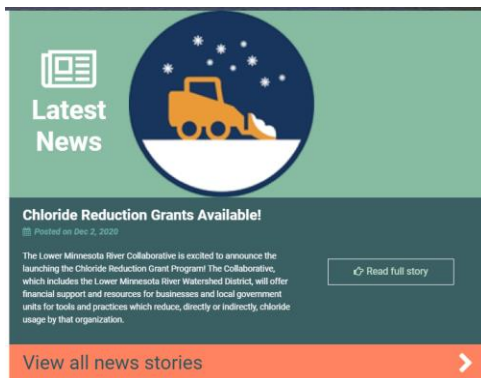 Latest
News
Chloride Reduction Grants Available!
Posted on Dec 2, 2020
The Lower Minnesota River Collaborative is excited to announce the
launching the Chloride Reduction Grant Program! The Collaborative,
which includes the Lower Minnesota River Watershed District, will offer
financial support and resources for businesses and local government
units for tools and practices which reduce, directly or indirectly, chloride
usage by that organization.
Read full story
View all news stories